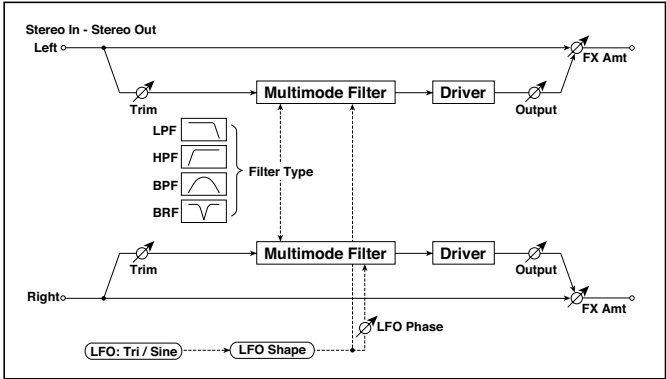 Stereo In - Stereo Out
Left
FX Amt
Trim
Multimode Filter
Driver
Output
LPF
HPF
BPF
BRF
Filter Type
Multimode Filter
Driver
Trim
Output
Right
FX Amt
LFO Phase
LFO: Tri / Sine
LFO Shape